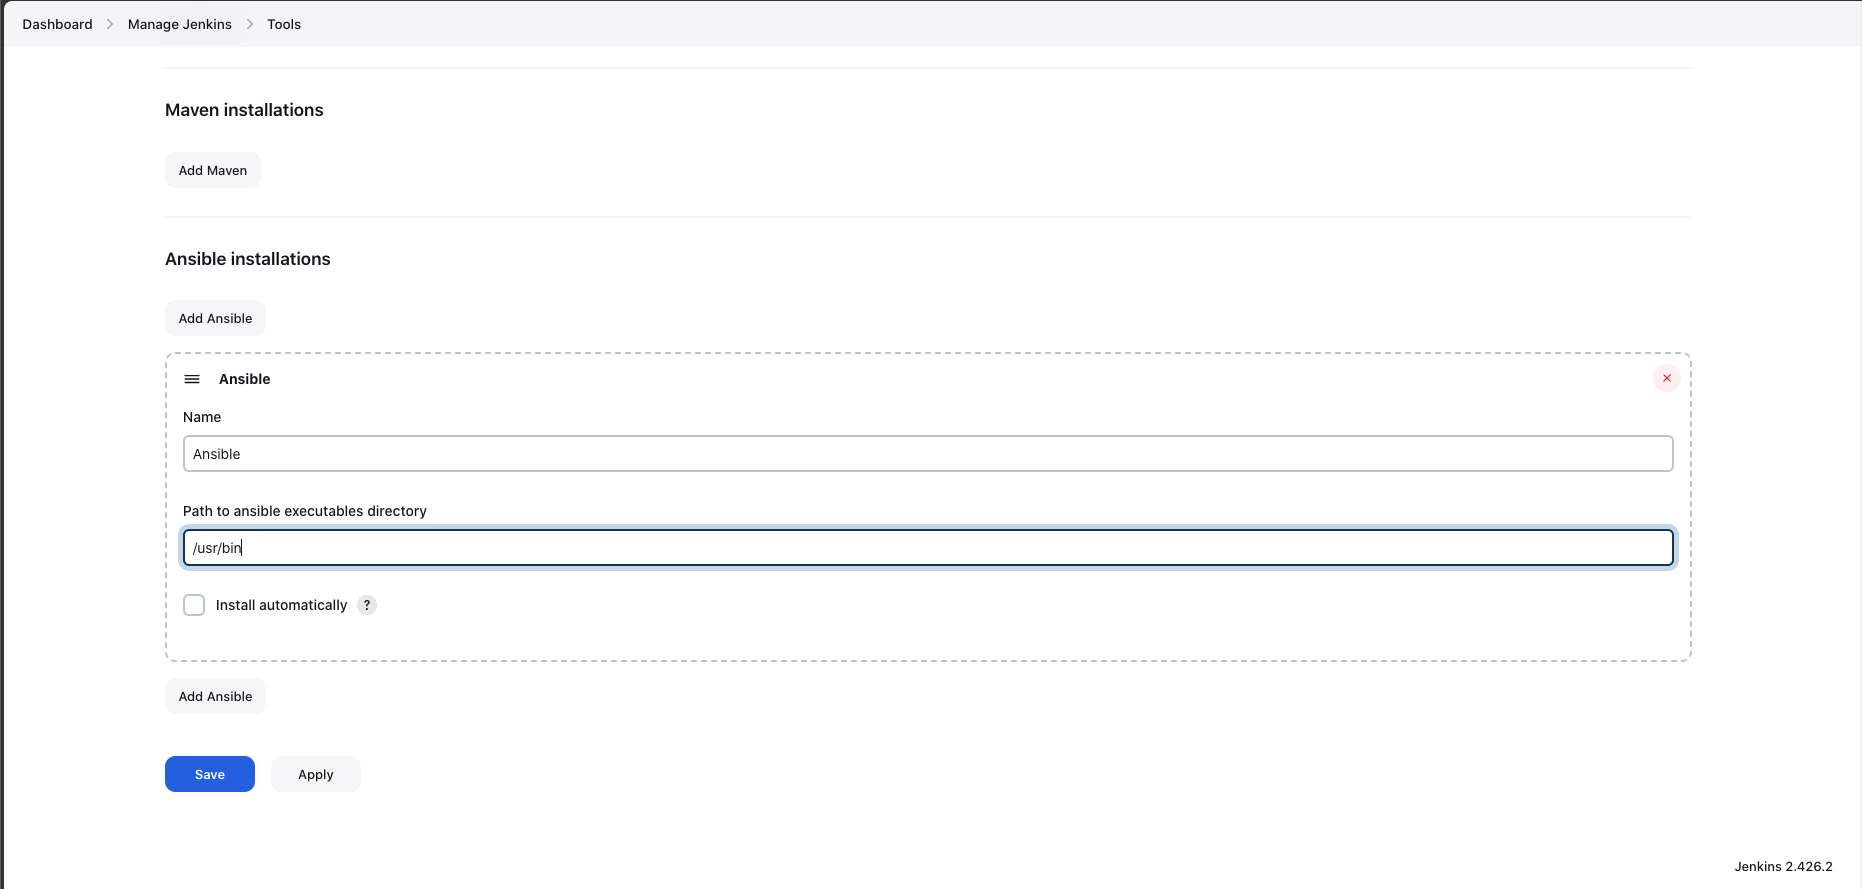 Dashboard > Manage Jenkins > Tools
Maven installations
Add Maven
Ansible installations
Add Ansible
Ansible
Name
Ansible
Path to ansible executables directory
/usr/bin
Install automatically ?
Add Ansible
Save Apply
Jenkins 2.426.2